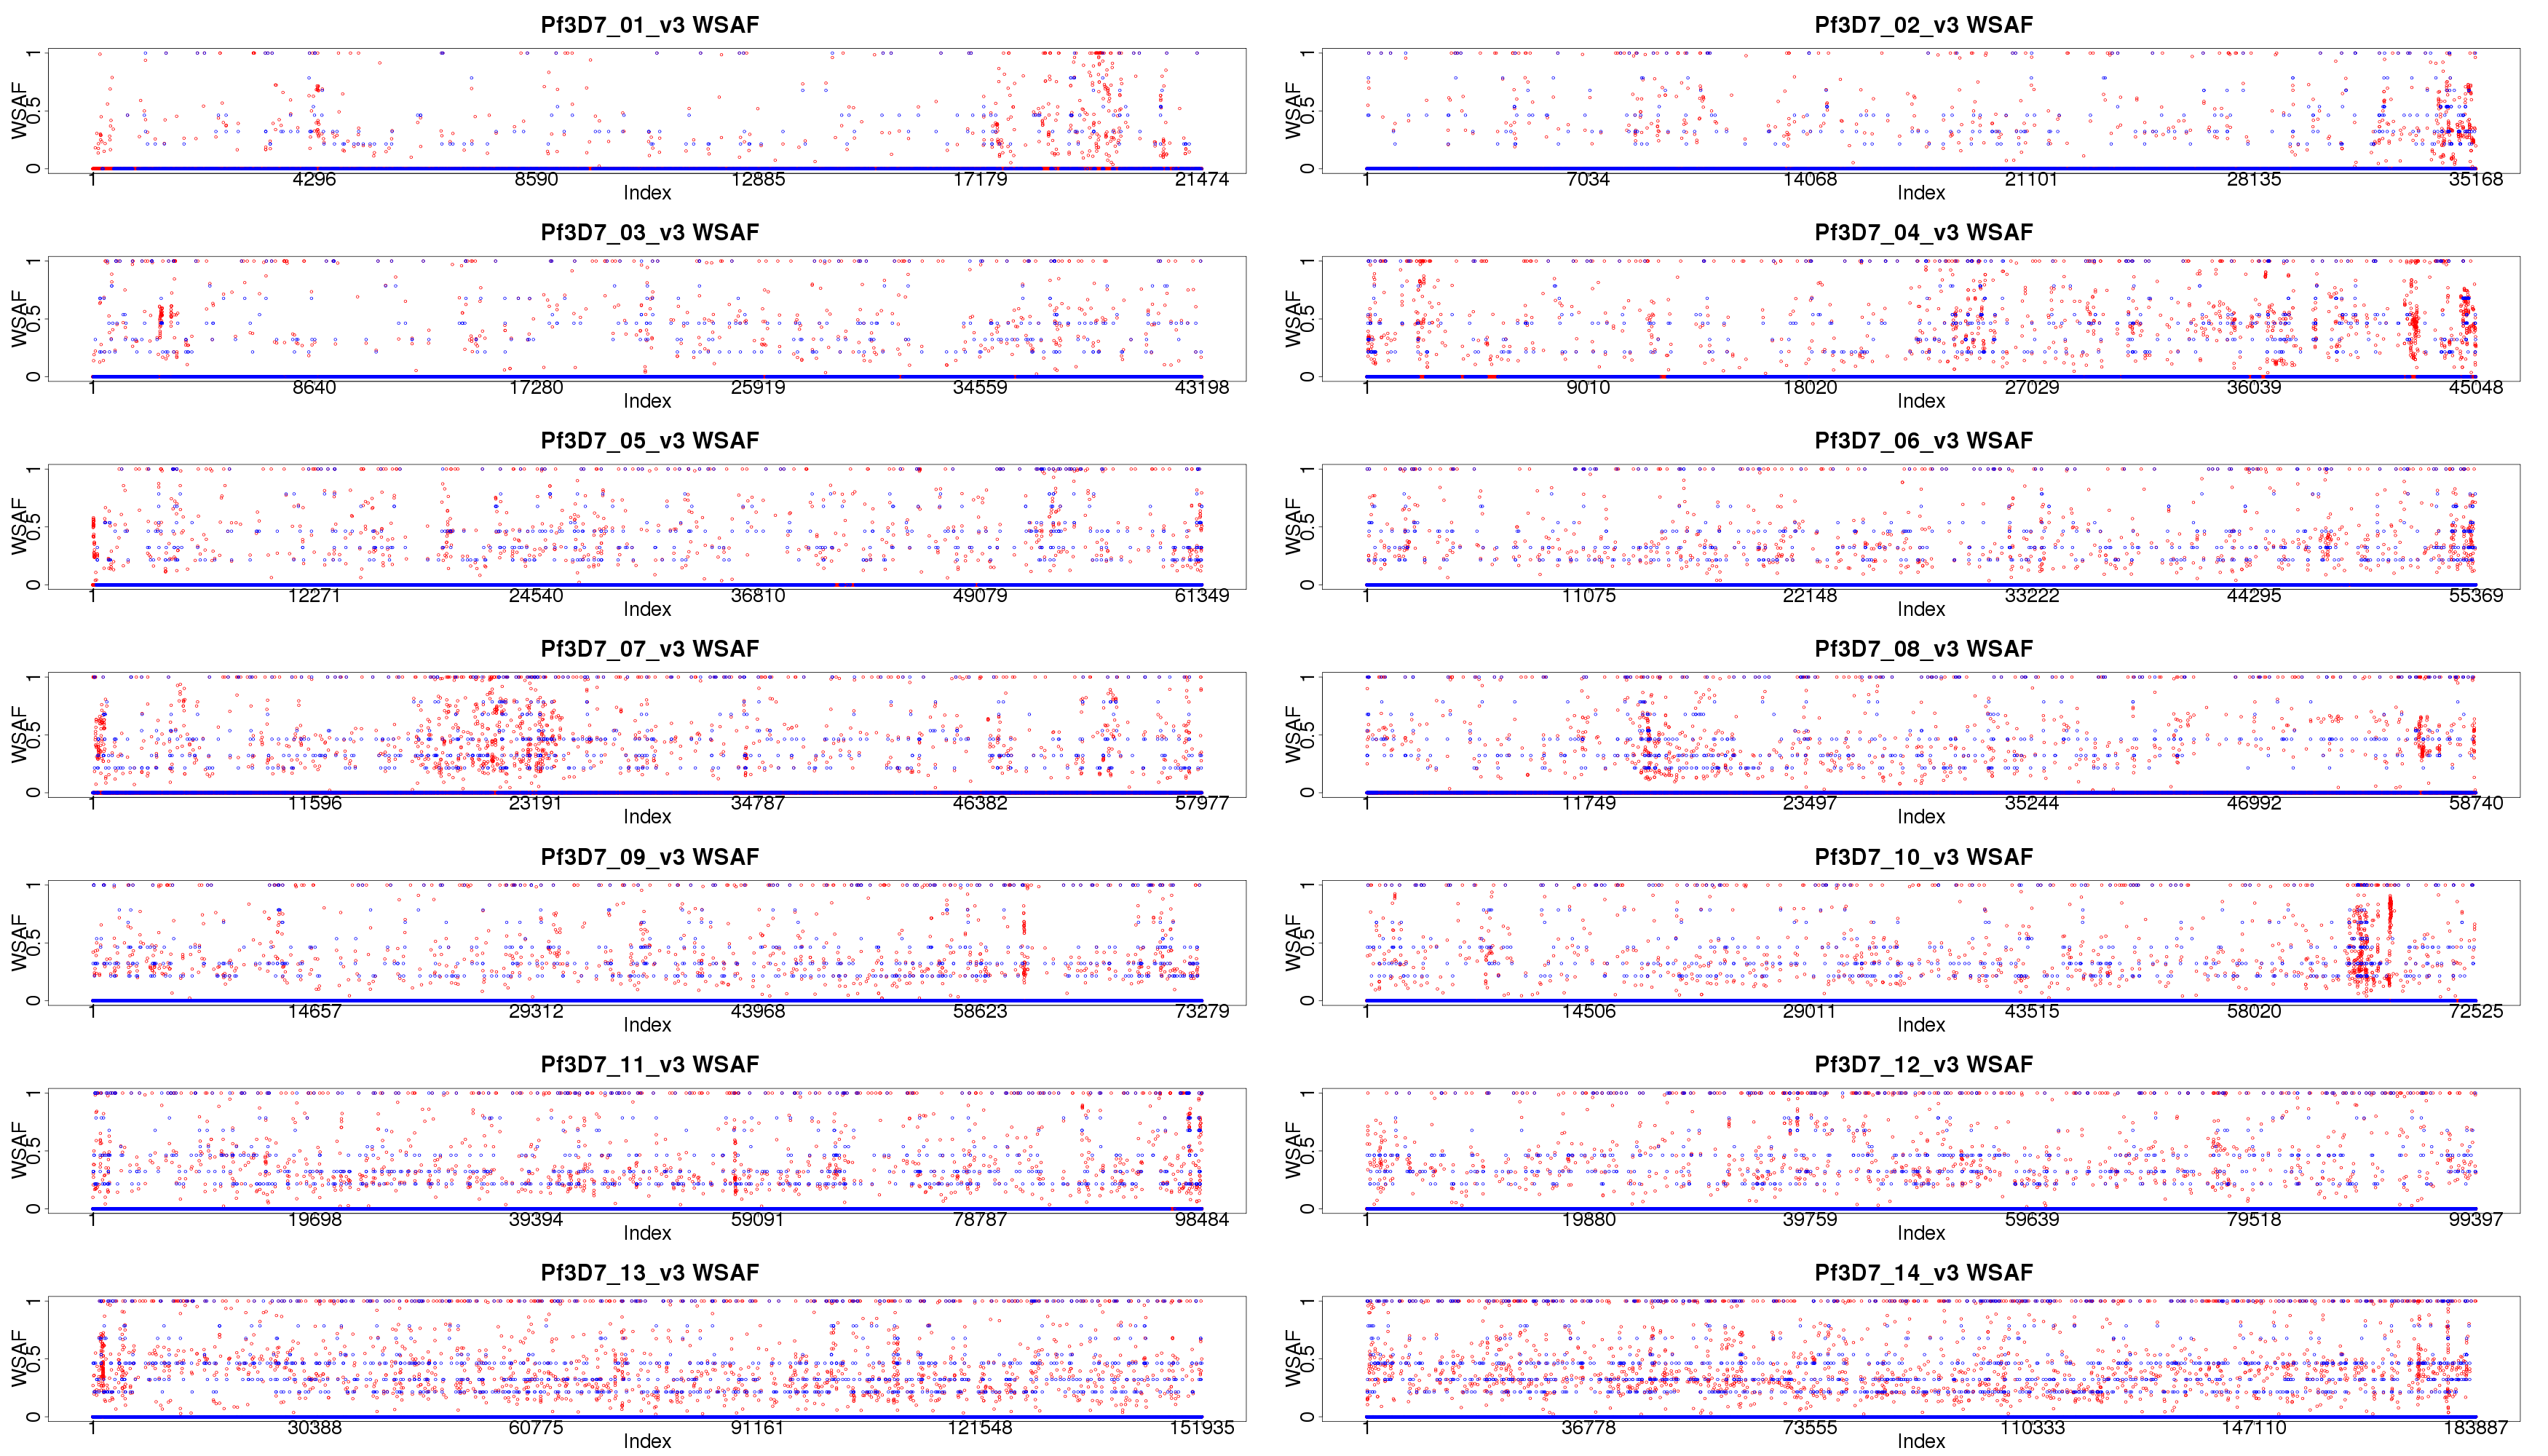 Pf3D7_01_v3 WSAF
WSAF
0 0.5 1
1 4296 8590 12885 17179 21474
Index
Pf3D7_02_v3 WSAF
WSAF
0 0.5 1
1 7034 14068 21101 28135 35168
Index
Pf3D7_03_v3 WSAF
WSAF
0 0.5 1
1 8640 17280 25919 34559 43198
Index
Pf3D7_04_v3 WSAF
WSAF
0 0.5 1
1 9010 18020 27029 36039 45048
Index
Pf3D7_05_v3 WSAF
WSAF
0 0.5 1
1 12271 24540 36810 49079 61349
Index
Pf3D7_06_v3 WSAF
WSAF
0 0.5 1
1 11075 22148 33222 44295 55369
Index
Pf3D7_07_v3 WSAF
WSAF
0 0.5 1
1 11596 23191 34787 46382 57977
Index
Pf3D7_08_v3 WSAF
WSAF
0 0.5 1
1 11749 23497 35244 46992 58740
Index
Pf3D7_09_v3 WSAF
WSAF
0 0.5 1
1 14657 29312 43968 58623 73279
Index
Pf3D7_10_v3 WSAF
WSAF
0 0.5 1
1 14506 29011 43515 58020 72525
Index
Pf3D7_11_v3 WSAF
WSAF
0 0.5 1
1 19698 39394 59091 78787 98484
Index
Pf3D7_12_v3 WSAF
WSAF
0 0.5 1
1 19880 39759 59639 79518 99397
Index
Pf3D7_13_v3 WSAF
WSAF
0 0.5 1
1 30388 60775 91161 121548 151935
Index
Pf3D7_14_v3 WSAF
WSAF
0 0.5 1
1 36778 73555 110333 147110 183887
Index